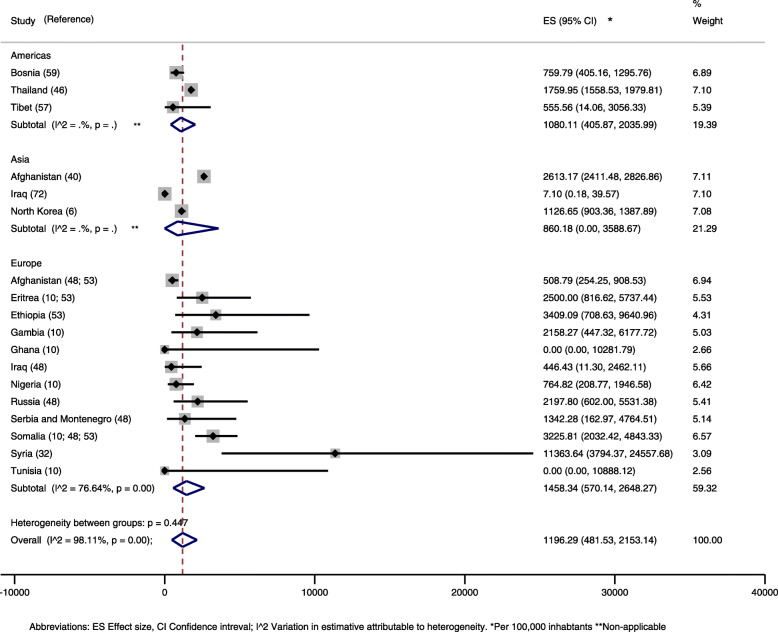 %
Study (Reference) ES (95% CI) * Weight
Americas
Bosnia (59) 759.79 (405.16, 1295.76) 6.89
Thailand (46) 1759.95 (1558.53, 1979.81) 7.10
Tibet (57) 555.56 (14.06, 3056.33) 5.39
Subtotal (I^2 = .%, p = .) ** 1080.11 (405.87, 2035.99) 19.39
Asia
Afghanistan (40) 2613.17 (2411.48, 2826.86) 7.11
Iraq (72) 7.10 (0.18, 39.57) 7.10
North Korea (6) 1126.65 (903.36, 1387.89) 7.08
Subtotal (I^2 = .%, p = .) ** 860.18 (0.00, 3588.67) 21.29
Europe
Afghanistan (48; 53) 508.79 (254.25, 908.53) 6.94
Eritrea (10; 53) 2500.00 (816.62, 5737.44) 5.53
Ethiopia (53) 3409.09 (708.63, 9640.96) 4.31
Gambia (10) 2158.27 (447.32, 6177.72) 5.03
Ghana (10) 0.00 (0.00, 10281.79) 2.66
Iraq (48) 446.43 (11.30, 2462.11) 5.66
Nigeria (10) 764.82 (208.77, 1946.58) 6.42
Russia (48) 2197.80 (602.00, 5531.38) 5.41
Serbia and Montenegro (48) 1342.28 (162.97, 4764.51) 5.14
Somalia (10; 48; 53) 3225.81 (2032.42, 4843.33) 6.57
Syria (32) 11363.64 (3794.37, 24557.68) 3.09
Tunisia (10) 0.00 (0.00, 10888.12) 2.56
Subtotal (I^2 = 76.64%, p = 0.00) 1458.34 (570.14, 2648.27) 59.32
Heterogeneity between groups: p = 0.447
Overall (I^2 = 98.11%, p = 0.00); 1196.29 (481.53, 2153.14) 100.00
-10000 0 10000 20000 30000 40000
Abbreviations: ES Effect size, CI Confidence intreval; I^2 Variation in estimative attributable to heterogeneity. *Per 100,000 inhabtants **Non-applicable